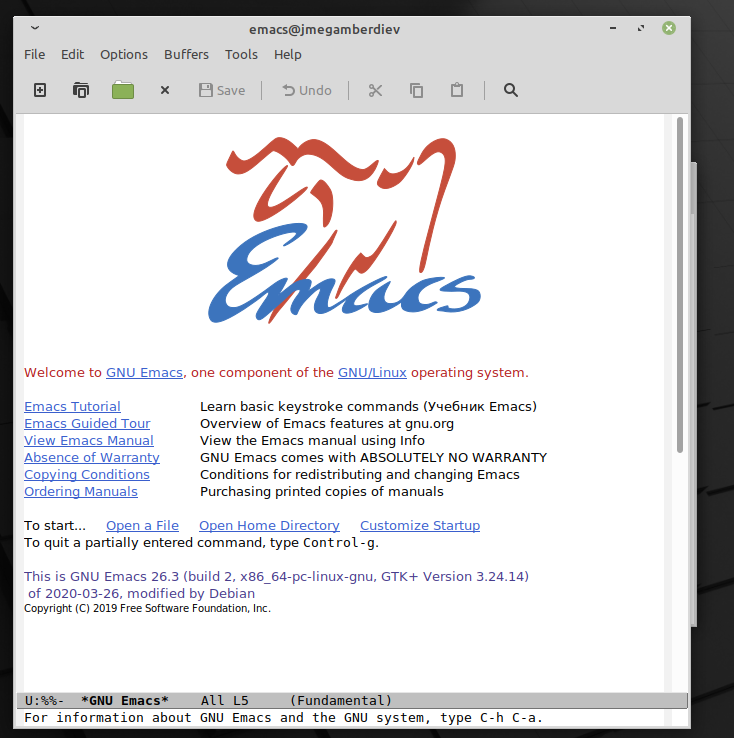 emacs@jmegamberdiev
File Edit Options Buffers Tools Help
Save Undo
Emacs
Welcome to GNU Emacs, one component of the GNU/Linux operating system.
Emacs Tutorial Learn basic keystroke commands (Учебник Emacs)
Emacs Guided Tour Overview of Emacs features at gnu.org
View Emacs Manual View the Emacs manual using Info
Absence of Warranty GNU Emacs comes with ABSOLUTELY NO WARRANTY
Copying Conditions Conditions for redistributing and changing Emacs
Ordering Manuals Purchasing printed copies of manuals
To start... Open a File Open Home Directory Customize Startup
To quit a partially entered command, type Control-g.
This is GNU Emacs 26.3 (build 2, x86_64-pc-linux-gnu, GTK+ Version 3.24.14)
of 2020-03-26, modified by Debian
Copyright (C) 2019 Free Software Foundation, Inc.
U:%%- *GNU Emacs* All L5 (Fundamental)
For information about GNU Emacs and the GNU system, type C-h C-a.